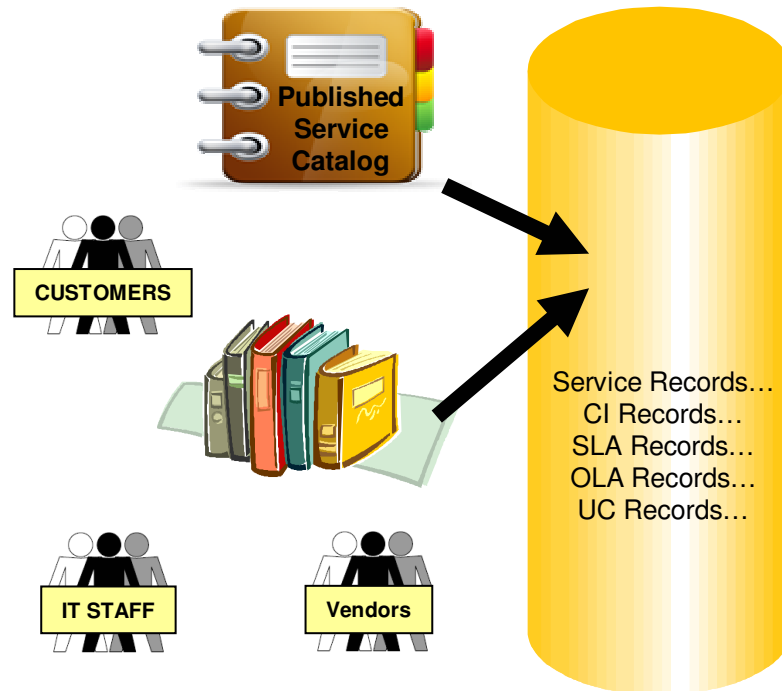 Published
Service
Catalog
CUSTOMERS
Service Records…
CI Records…
SLA Records…
OLA Records…
UC Records…
IT STAFF
Vendors